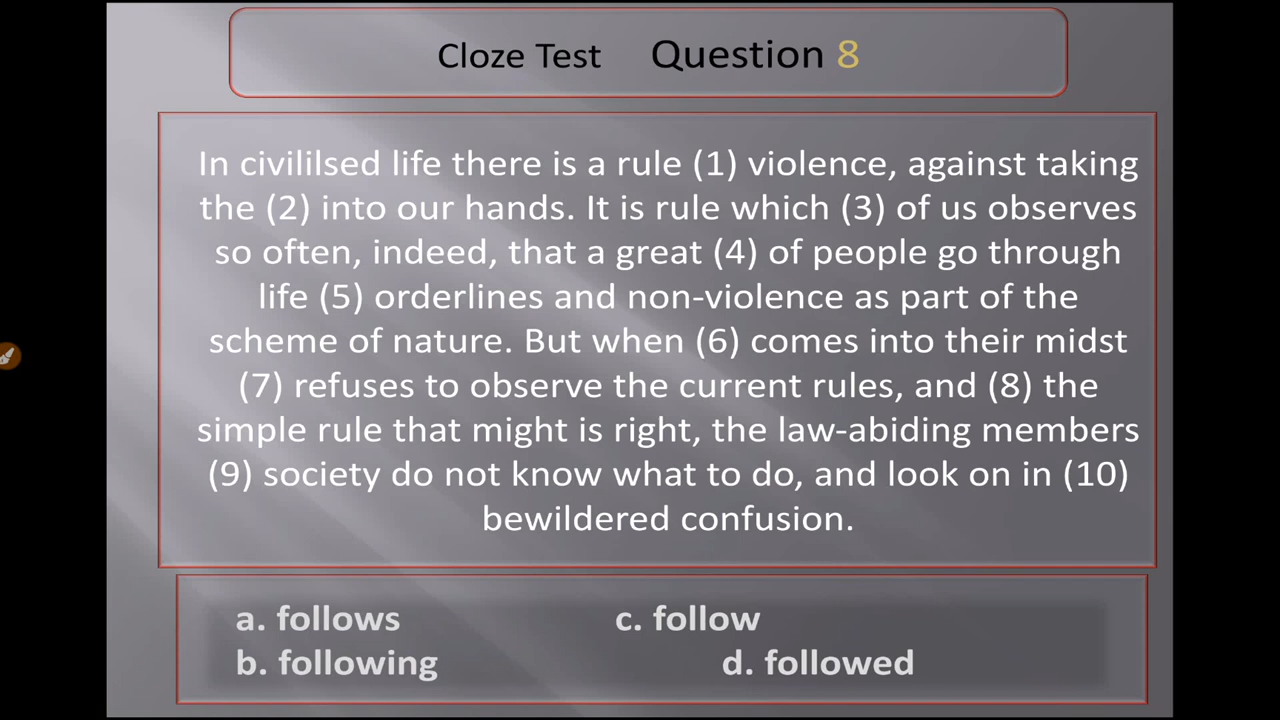 Cloze Test Question 8
In civililsed life there is a rule (1) violence, against taking
the (2) into our hands. It is rule which (3) of us observes
so often, indeed, that a great (4) of people go through
life (5) orderlines and non-violence as part of the
scheme of nature. But when (6) comes into their midst
(7) refuses to observe the current rules, and (8) the
simple rule that might is right, the law-abiding members
(9) society do not know what to do, and look on in (10)
bewildered confusion.
a. follows c. follow
b. following d. followed